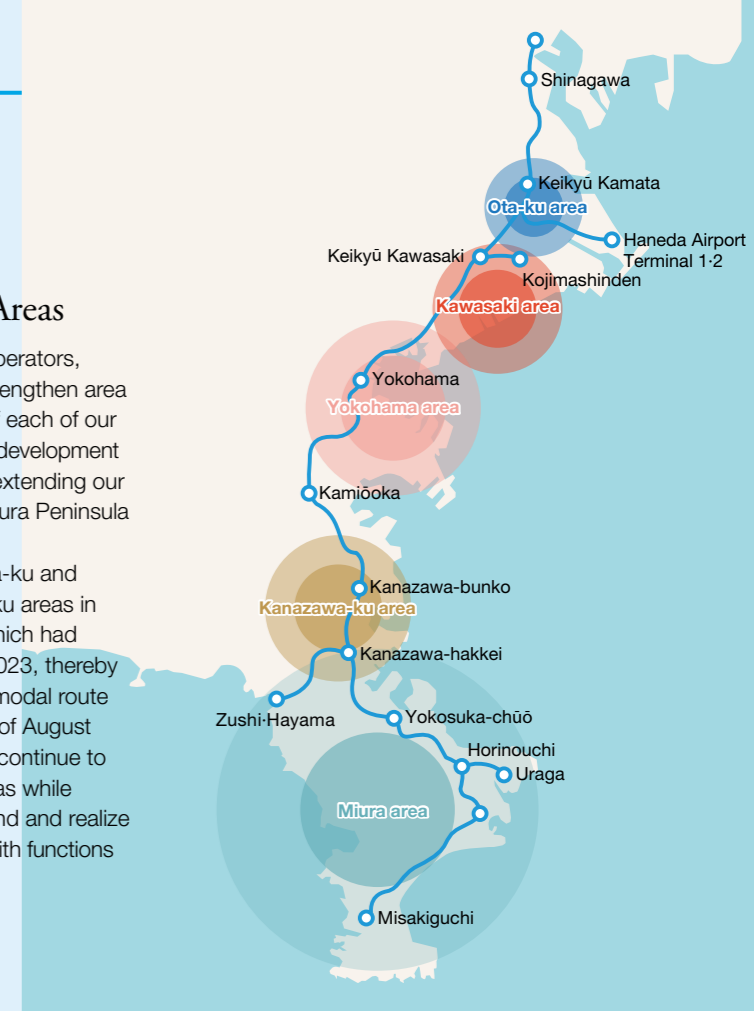 Areas
perators,
engthen area
each of our
development
extending our
ura Peninsula
-ku and
ku areas in
hich had
023, thereby
modal route
of August
continue to
as while
nd and realize
ith functions
Shinagawa
Keikyū Kamata
Ota-ku area
Haneda Airport
Terminal 1·2
Keikyū Kawasaki
Kojimashinden
Kawasaki area
Yokohama
Yokohama area
Kamiōoka
Kanazawa-bunko
Kanazawa-ku area
Kanazawa-hakkei
Zushi·Hayama
Yokosuka-chūō
Horinouchi
Uraga
Miura area
Misakiguchi